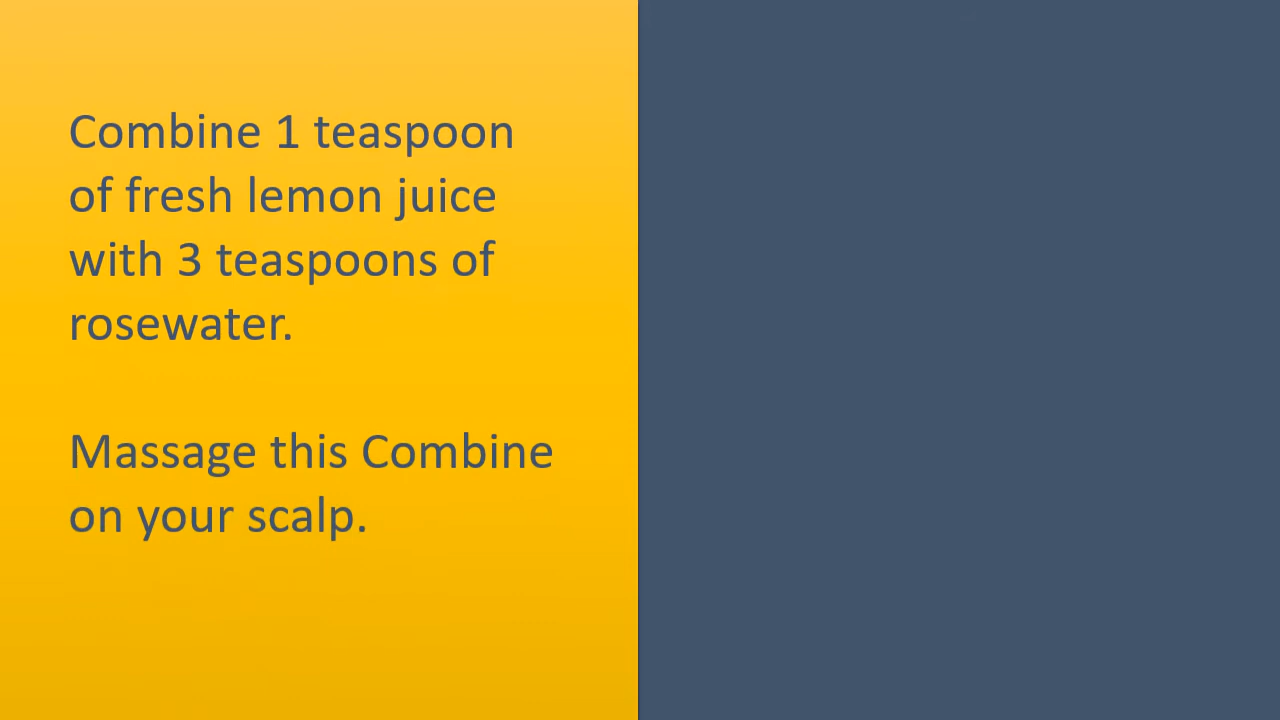 Combine 1 teaspoon
of fresh lemon juice
with 3 teaspoons of
rosewater.
Massage this Combine
on your scalp.